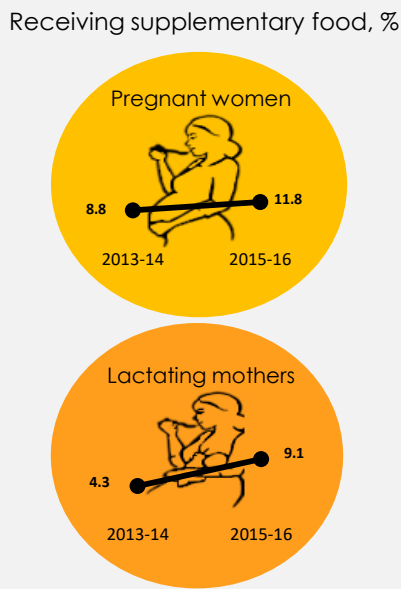 Receiving supplementary food, %
Pregnant women
8.8
11.8
2013-14 2015-16
Lactating mothers
4.3
9.1
2013-14 2015-16